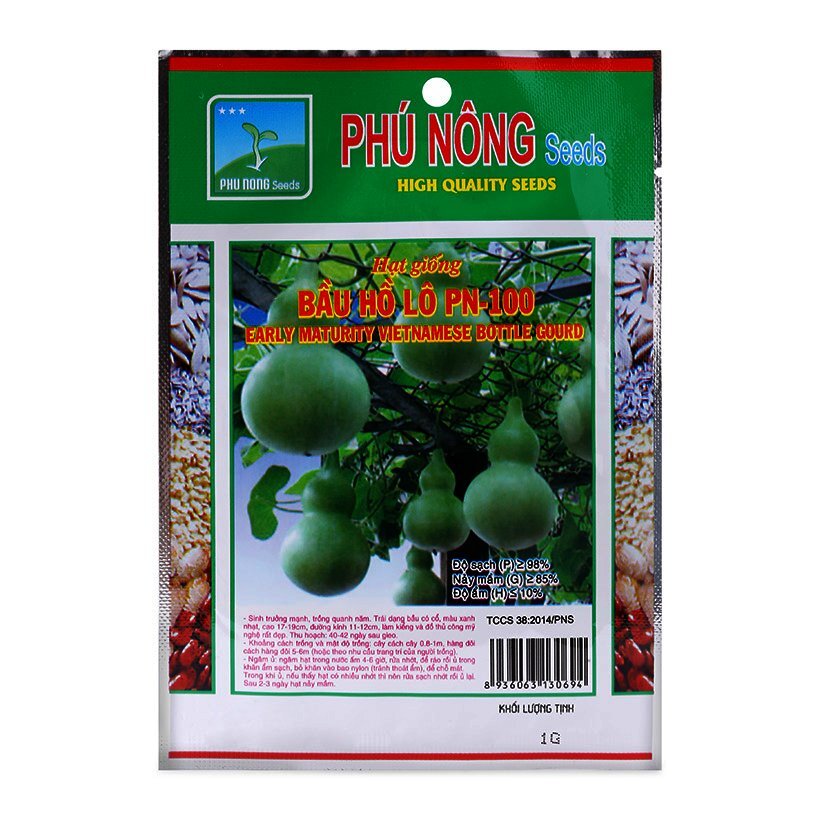 PHÚ NÔNG Seeds
HIGH QUALITY SEEDS
PHU NONG Seeds
Hạt giống
BẦU HỒ LÔ PN-100
EARLY MATURITY VIETNAMESE BOTTLE GOURD
Độ sạch (P) ≥ 98%
Nảy mầm (G) ≥ 85%
Độ ẩm (H) ≤ 10%
- Sinh trưởng mạnh, trồng quanh năm. Trái dạng bầu có cổ, màu xanh
nhạt, cao 17-19cm, đường kính 11-12cm, làm kiểng và đồ thủ công mỹ
nghệ rất đẹp. Thu hoạch: 40-42 ngày sau gieo.
- Khoảng cách trồng và mật độ trồng: cây cách cây 0.8-1m, hàng đôi
cách hàng đôi 5-6m (hoặc theo nhu cầu trang trí của người trồng).
- Ngâm ủ: ngâm hạt trong nước ấm 4-6 giờ, rửa nhớt, để ráo rồi ủ trong
khăn ẩm sạch, bỏ khăn vào bao nylon (tránh thoát ẩm), để chỗ mát.
Trong khi ủ, nếu thấy hạt có nhiều nhớt thì nên rửa sạch nhớt rồi ủ lại.
Sau 2-3 ngày hạt nảy mầm.
TCCS 38:2014/PNS
8 936063 130694
KHỐI LƯỢNG TỊNH
1G